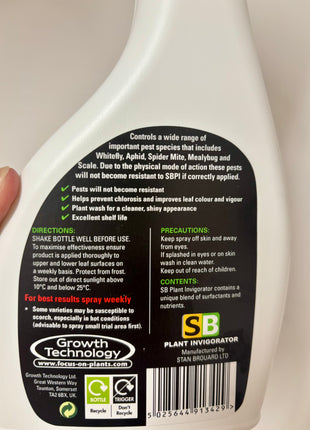 Controls a wide range of
important pest species that includes
Whitefly, Aphid, Spider Mite, Mealybug and
Scale. Due to the physical mode of action these pests
will not become resistant to SBPI if correctly applied.
✓ Pests will not become resistant
✓ Helps prevent chlorosis and improves leaf colour and vigour
✓ Plant wash for a cleaner, shiny appearance
✓ Excellent shelf life
DIRECTIONS:
SHAKE BOTTLE WELL BEFORE USE.
To maximise effectiveness ensure
product is applied thoroughly to
upper and lower leaf surfaces on
a weekly basis. Protect from frost.
Store out of direct sunlight above
10°C and below 25°C.
For best results spray weekly
• Some varieties may be susceptible to
scorch, especially in hot conditions
(advisable to spray small trial area first).
PRECAUTIONS:
Keep spray off skin and away
from eyes.
If splashed in eyes or on skin
wash in clean water.
Keep out of reach of children.
CONTENTS:
SB Plant Invigorator contains a
unique blend of surfactants and
nutrients.
SB
PLANT INVIGORATOR
Manufactured by
STAN BROUARD LTD
Growth
Technology
www.focus-on-plants.com
Growth Technology Ltd.
Great Western Way
Taunton, Somerset
TA2 6BX, UK.
BOTTLE
Recycle
TRIGGER
Don't
Recycle
5 025644 913429 >